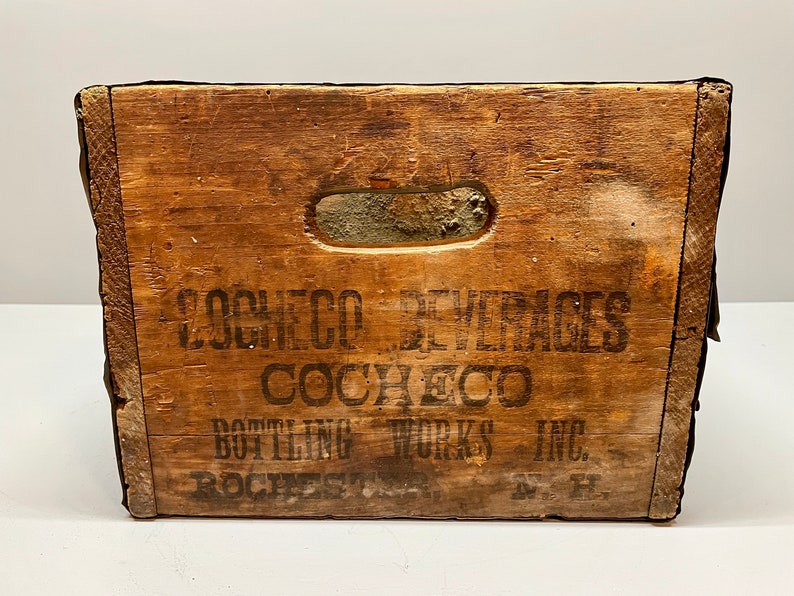 COCHECO BEVERAGES
COCHECO
BOTTLING WORKS INC.
ROCHESTER, N. H.